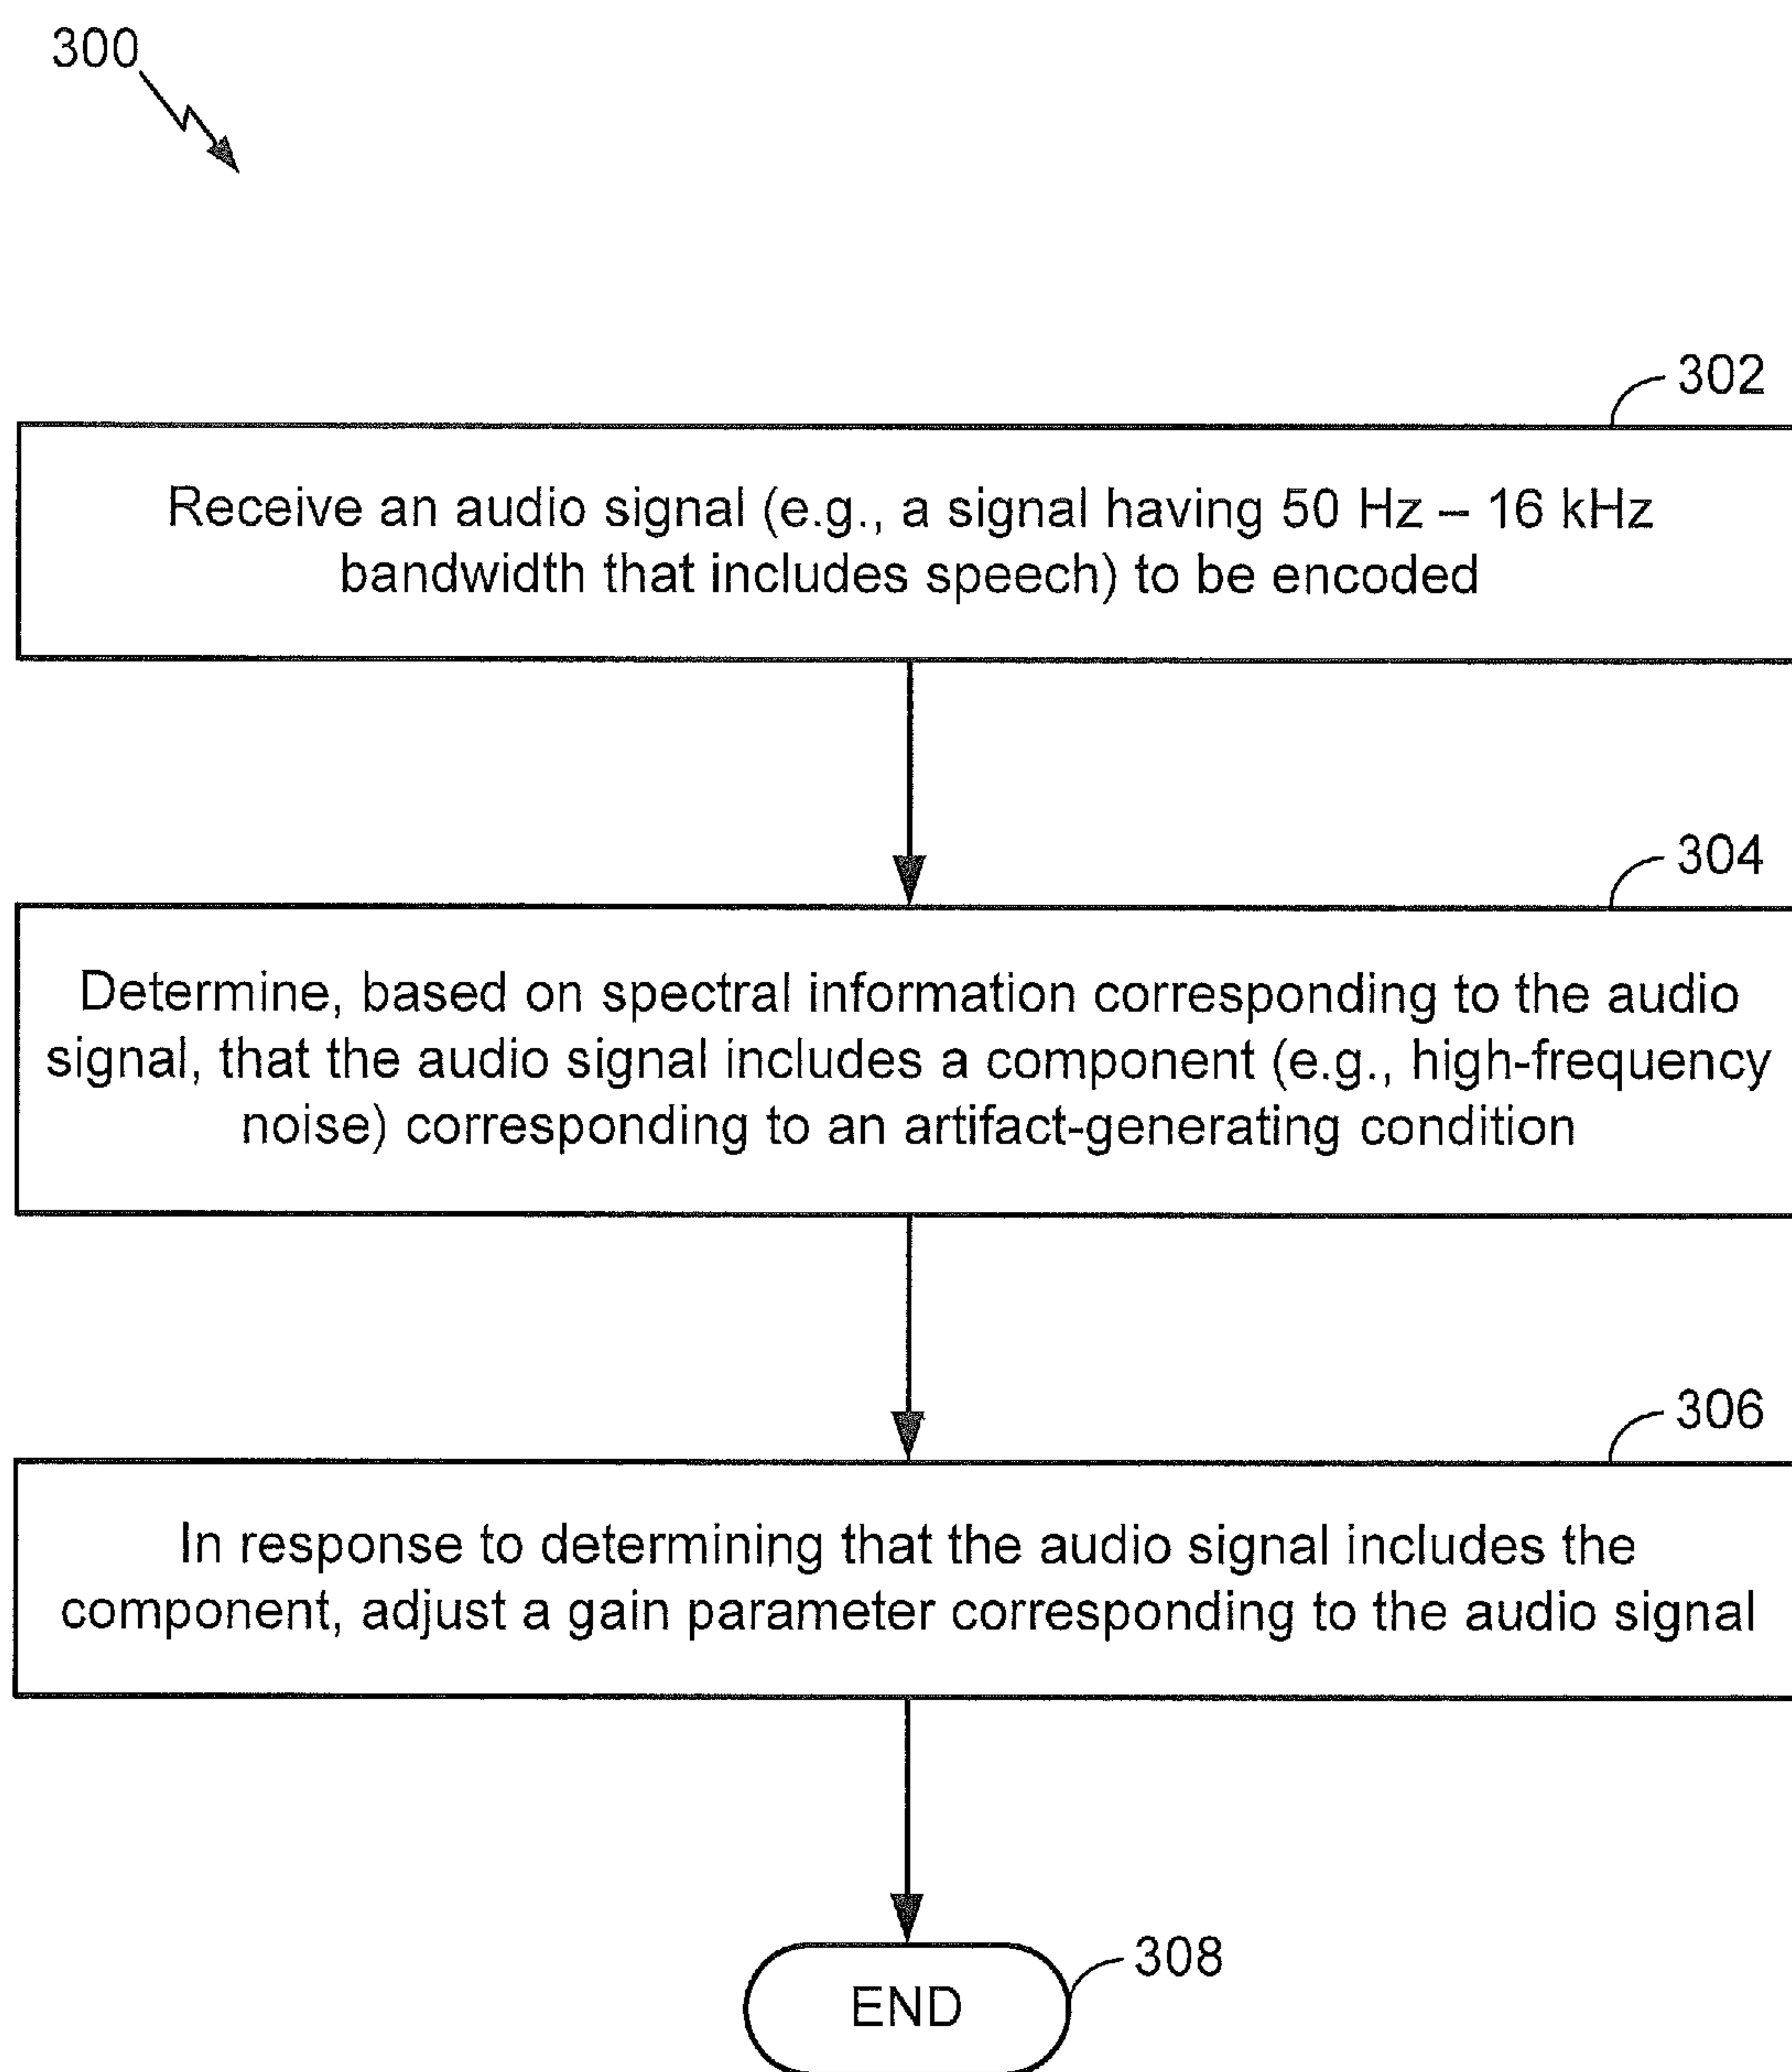 300
302
Receive an audio signal (e.g., a signal having 50 Hz – 16 kHz
bandwidth that includes speech) to be encoded
304
Determine, based on spectral information corresponding to the audio
signal, that the audio signal includes a component (e.g., high-frequency
noise) corresponding to an artifact-generating condition
306
In response to determining that the audio signal includes the
component, adjust a gain parameter corresponding to the audio signal
308
END